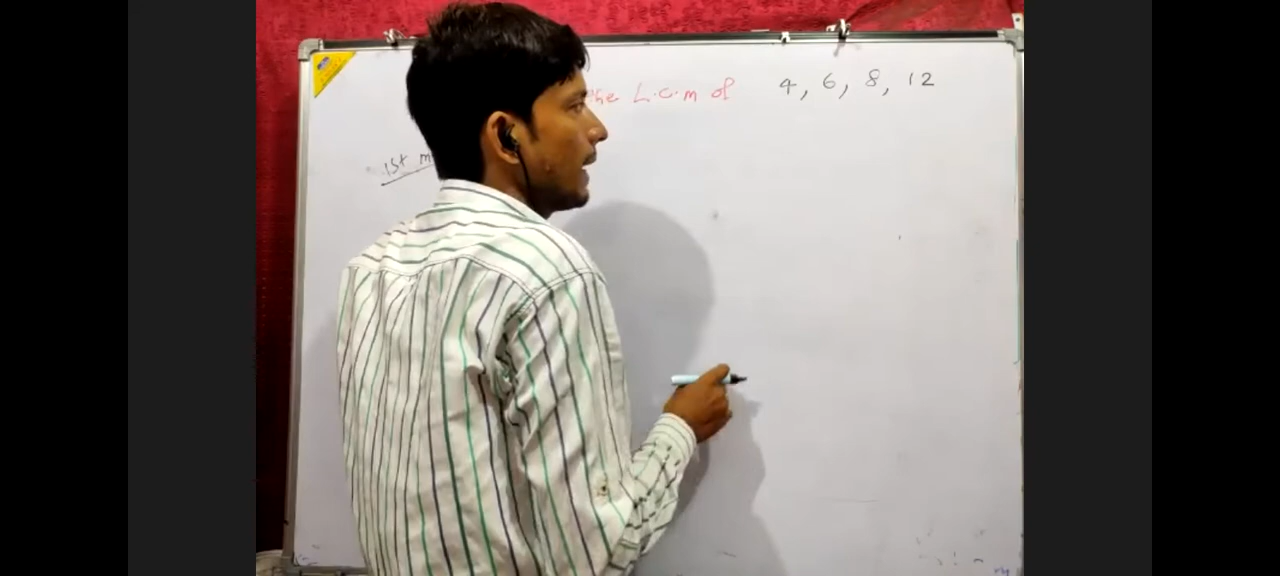 the L.C.M of 4, 6, 8, 12
1st m